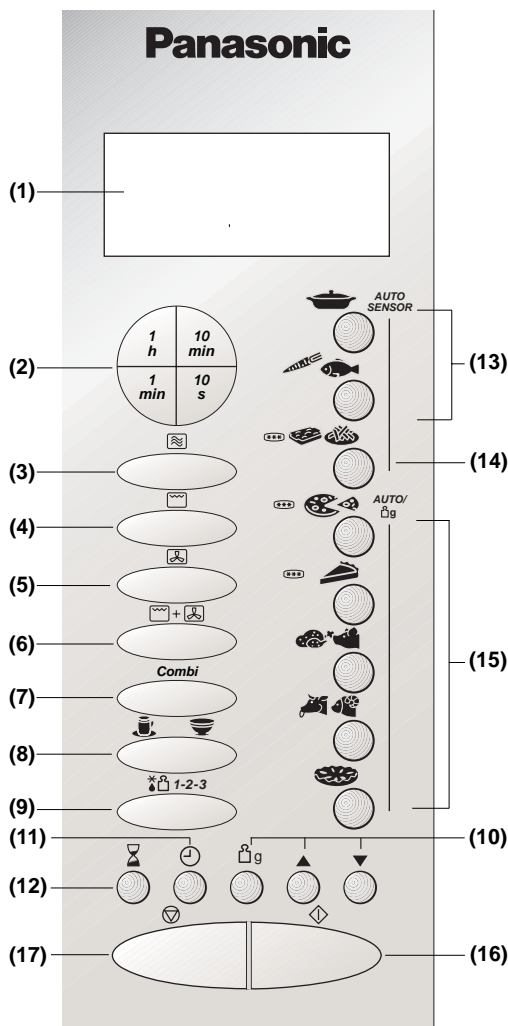 Panasonic
(1)
AUTO
SENSOR
1
h
10
min
1
min
10
s
(2)
(13)
(3)
(14)
(4)
AUTO/
g
(5)
(6)
+
(15)
(7)
Combi
(8)
(9)
1-2-3
(11)
(10)
g
(12)
(17)
(16)